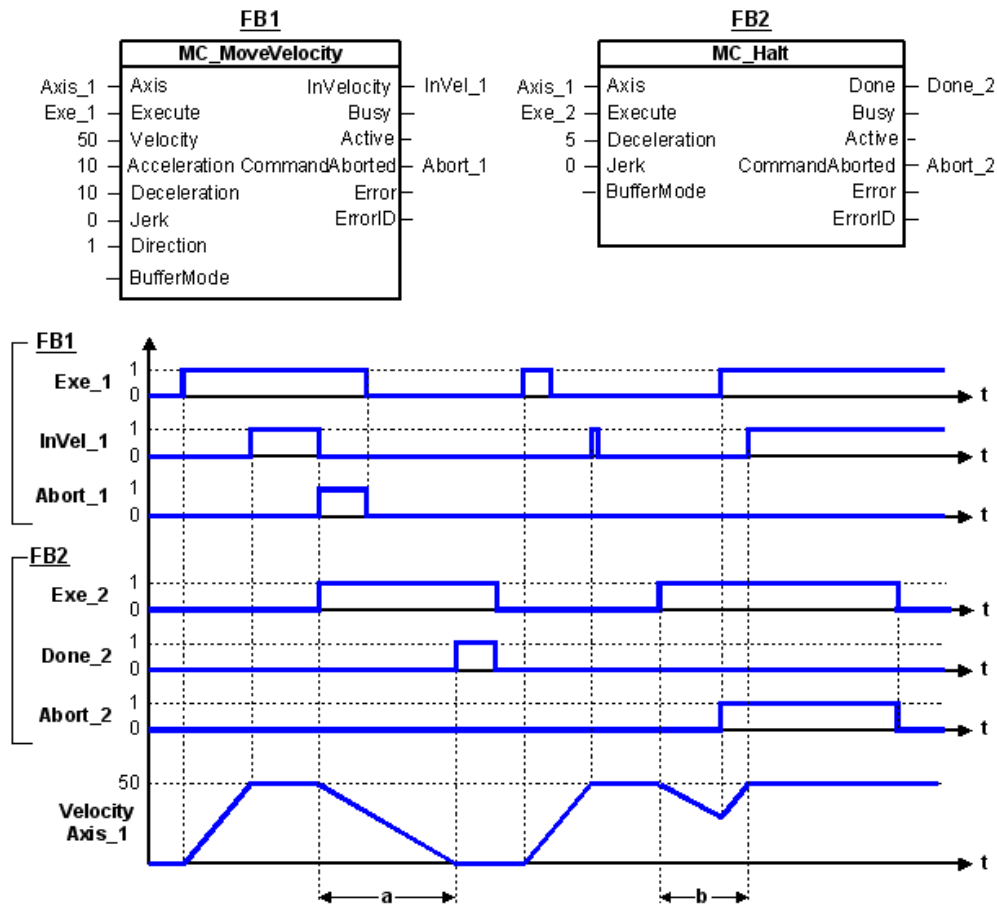 FB1
MC_MoveVelocity
Axis_1 Axis InVelocity InVel_1
Exe_1 Execute Busy
50 Velocity Active
10 Acceleration CommandAborted Abort_1
10 Deceleration Error
0 Jerk ErrorID
1 Direction
BufferMode
FB2
MC_Halt
Axis_1 Axis Done Done_2
Exe_2 Execute Busy
5 Deceleration Active
0 Jerk CommandAborted Abort_2
BufferMode Error
ErrorID
FB1
Exe_1 1 0 t
InVel_1 1 0 t
Abort_1 1 0 t
FB2
Exe_2 1 0 t
Done_2 1 0 t
Abort_2 1 0 t
50
Velocity
Axis_1
t
a b